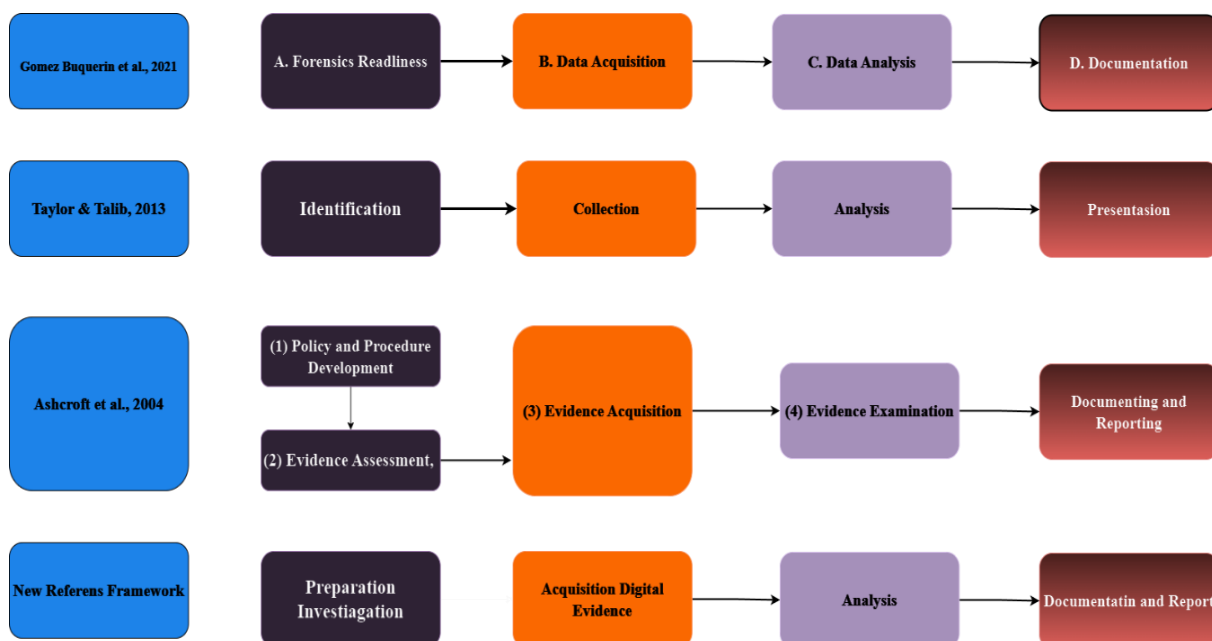 Gomez Buquerin et al., 2021
A. Forensics Readliness
B. Data Acquisition
C. Data Analysis
D. Documentation
Taylor & Talib, 2013
Identification
Collection
Analysis
Presentasion
Ashcroft et al., 2004
(1) Policy and Procedure
Development
(2) Evidence Assessment,
(3) Evidence Acquisition
(4) Evidence Examination
Documenting and
Reporting
New Referens Framework
Preparation
Investiagation
Acquisition Digital
Evidence
Analysis
Documentatin and Report